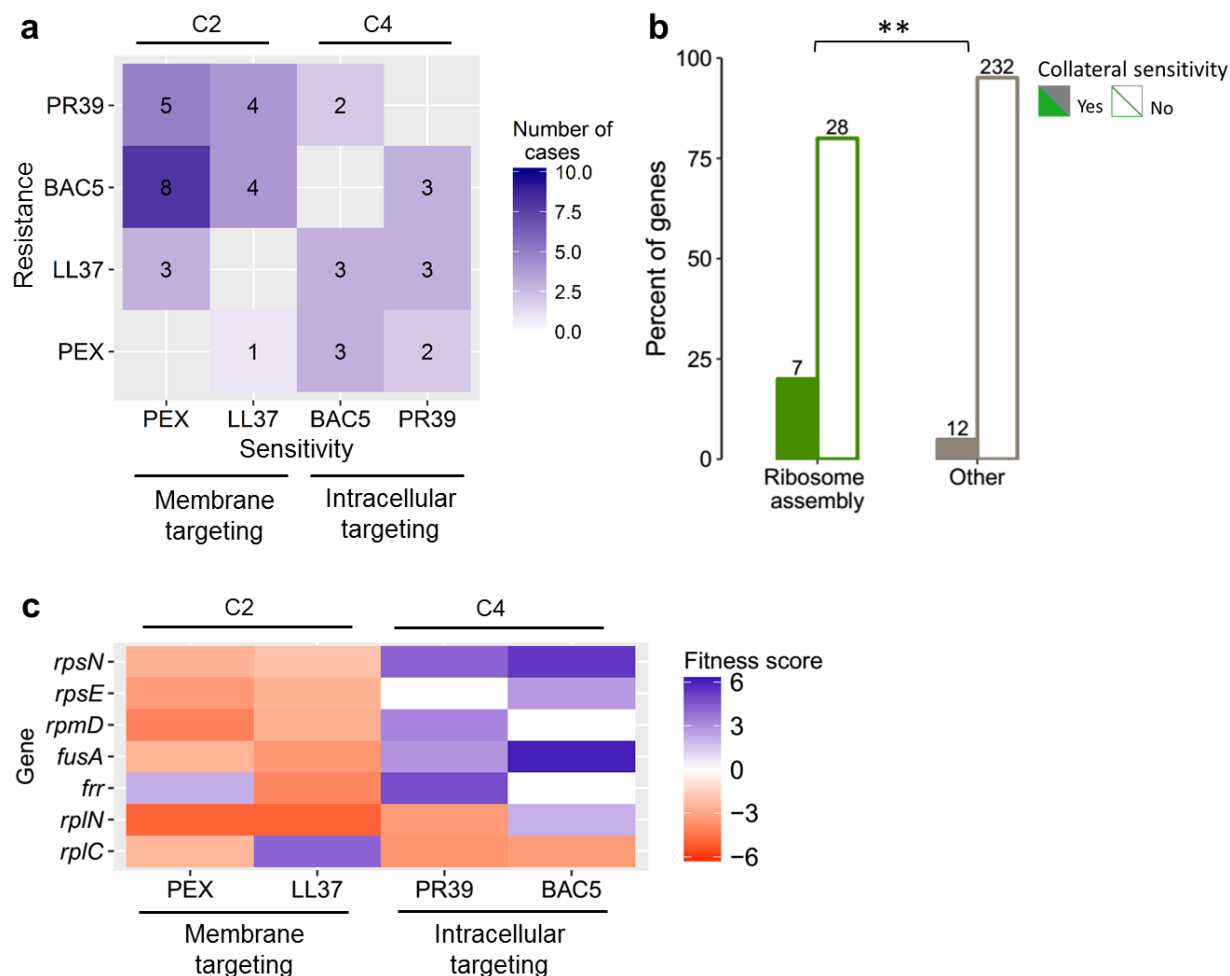 a
C2 C4
PR39 5 4 2
BAC5 8 4 3
LL37 3 3 3
PEX 1 3 2
Resistance
PEX LL37 BAC5 PR39
Sensitivity
Membrane targeting
Intracellular targeting
Number of
cases
10.0
7.5
5.0
2.5
0.0
b
**
Collateral sensitivity
Yes No
Percent of genes
100
75
50
25
0
7 28 12 232
Ribosome
assembly
Other
c
C2 C4
Gene
rpsN
rpsE
rpmD
fusA
frr
rplN
rplC
PEX LL37 PR39 BAC5
Membrane targeting
Intracellular targeting
Fitness score
6
3
0
−3
−6